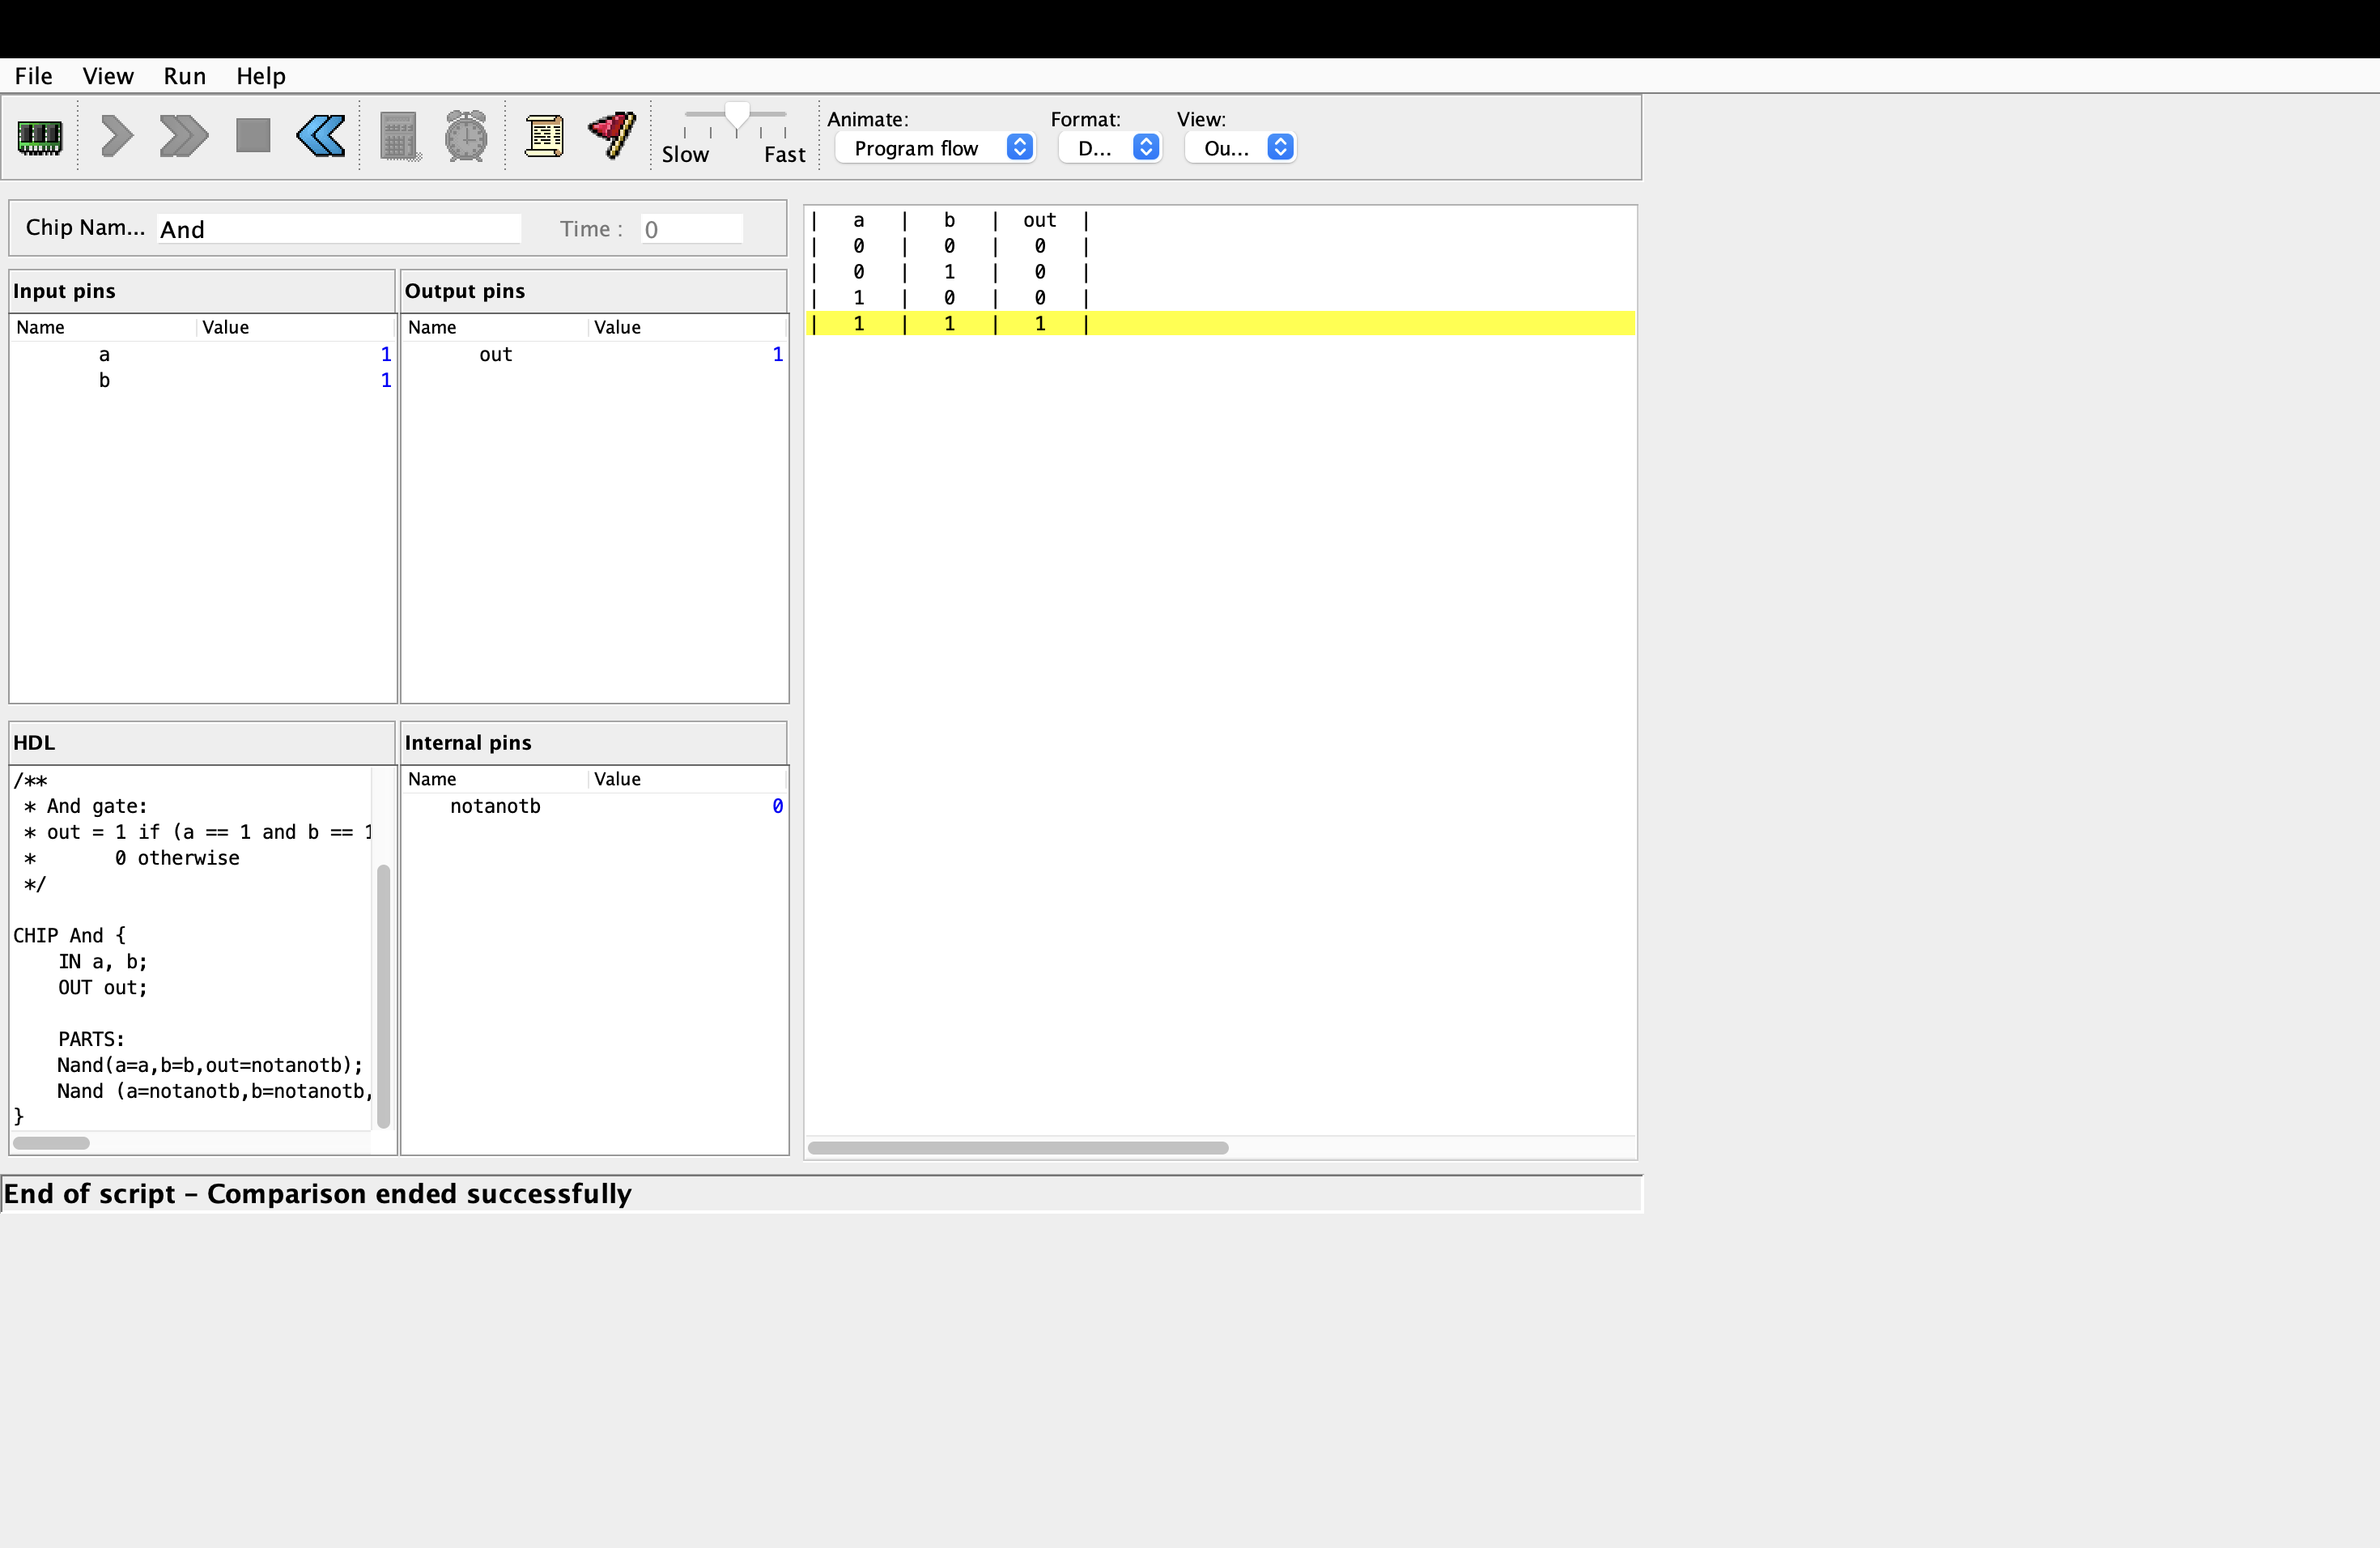 File View Run Help
Slow Fast
Animate: Format: View:
Program flow D... Ou...
Chip Nam... And Time : 0
Input pins
Name Value
a 1
b 1
Output pins
Name Value
out 1
| a | b | out |
| 0 | 0 | 0 |
| 0 | 1 | 0 |
| 1 | 0 | 0 |
| 1 | 1 | 1 |
HDL
/**
 * And gate:
 * out = 1 if (a == 1 and b == 1
 *       0 otherwise
 */
CHIP And {
    IN a, b;
    OUT out;
    PARTS:
    Nand(a=a,b=b,out=notanotb);
    Nand (a=notanotb,b=notanotb,
}
Internal pins
Name Value
notanotb 0
End of script – Comparison ended successfully